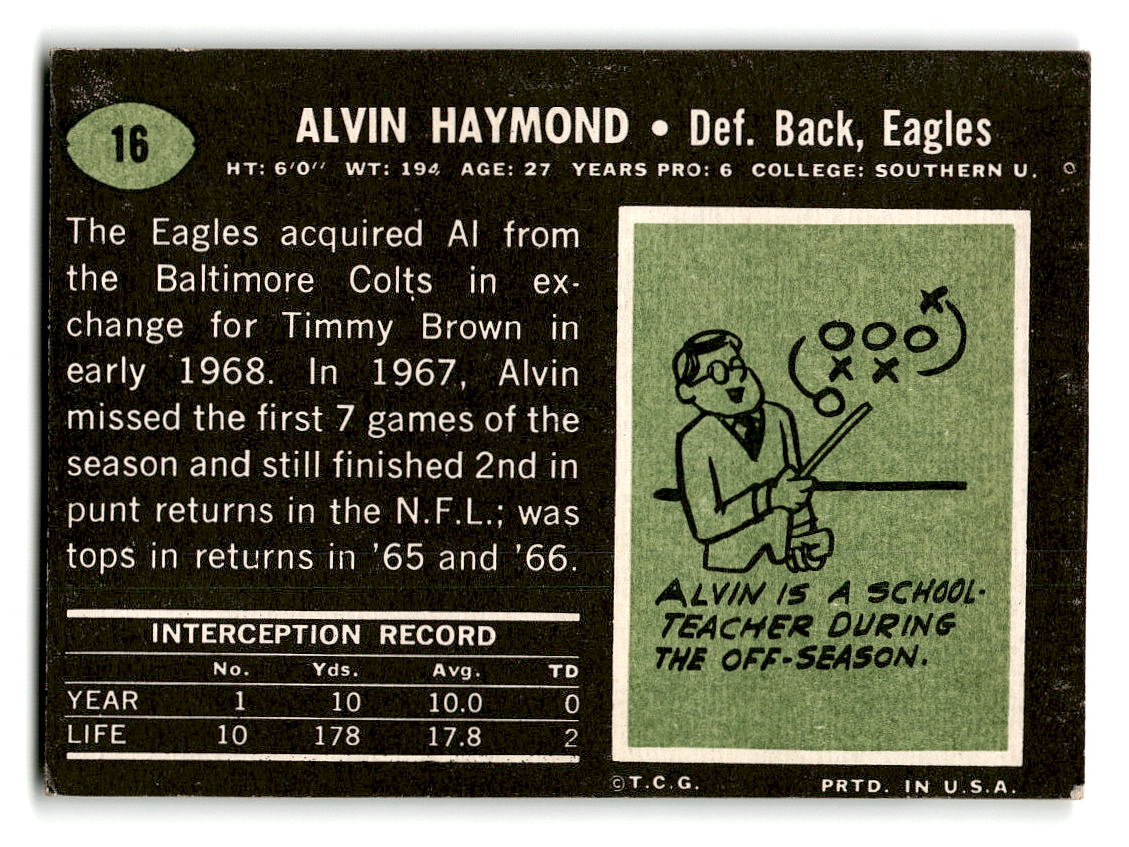 16
ALVIN HAYMOND • Def. Back, Eagles
HT: 6'0" WT: 194 AGE: 27 YEARS PRO: 6 COLLEGE: SOUTHERN U.
The Eagles acquired Al from
the Baltimore Colts in ex-
change for Timmy Brown in
early 1968. In 1967, Alvin
missed the first 7 games of the
season and still finished 2nd in
punt returns in the N.F.L.; was
tops in returns in '65 and '66.
INTERCEPTION RECORD
No. Yds. Avg. TD
YEAR 1 10 10.0 0
LIFE 10 178 17.8 2
ALVIN IS A SCHOOL-
TEACHER DURING
THE OFF-SEASON.
©T.C.G. PRTD. IN U.S.A.